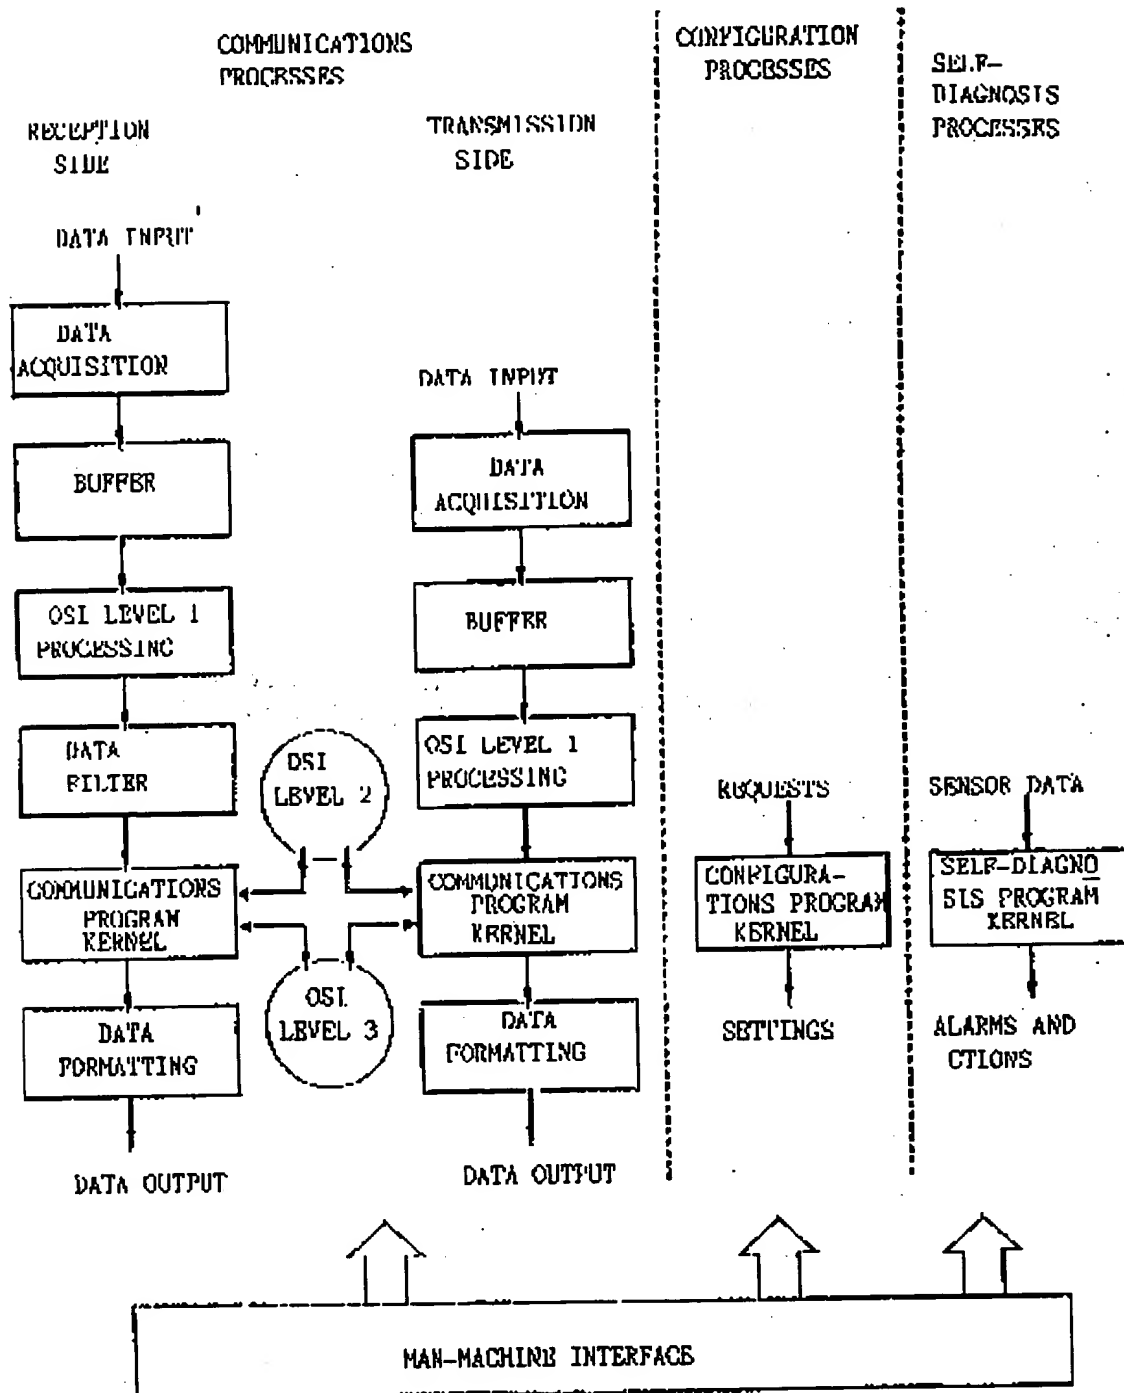 COMMUNICATIONS
PROCESSES
CONFIGURATION
PROCESSES
SELF-
DIAGNOSIS
PROCESSES
RECEPTION
SIDE
TRANSMISSION
SIDE
DATA INPUT
DATA
ACQUISITION
BUFFER
OSI LEVEL 1
PROCESSING
DATA
FILTER
COMMUNICATIONS
PROGRAM
KERNEL
DATA
FORMATTING
DATA OUTPUT
OSI
LEVEL 2
OSI
LEVEL 3
DATA INPUT
DATA
ACQUISITION
BUFFER
OSI LEVEL 1
PROCESSING
COMMUNICATIONS
PROGRAM
KERNEL
DATA
FORMATTING
DATA OUTPUT
REQUESTS
CONFIGURA-
TIONS PROGRAM
KERNEL
SETTINGS
SENSOR DATA
SELF-DIAGNO
SIS PROGRAM
KERNEL
ALARMS AND
CTIONS
MAN-MACHINE INTERFACE